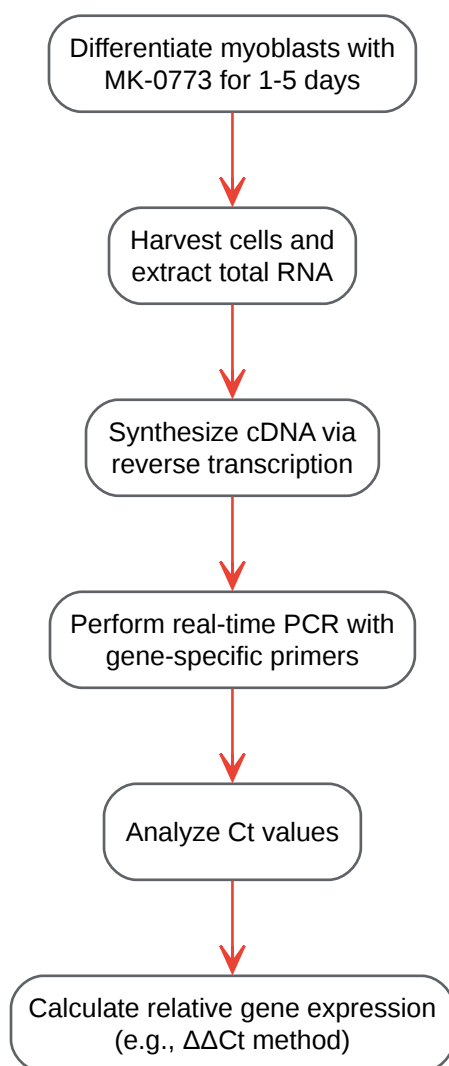 Differentiate myoblasts with
MK-0773 for 1-5 days
Harvest cells and
extract total RNA
Synthesize cDNA via
reverse transcription
Perform real-time PCR with
gene-specific primers
Analyze Ct values
Calculate relative gene expression
(e.g., ΔΔCt method)